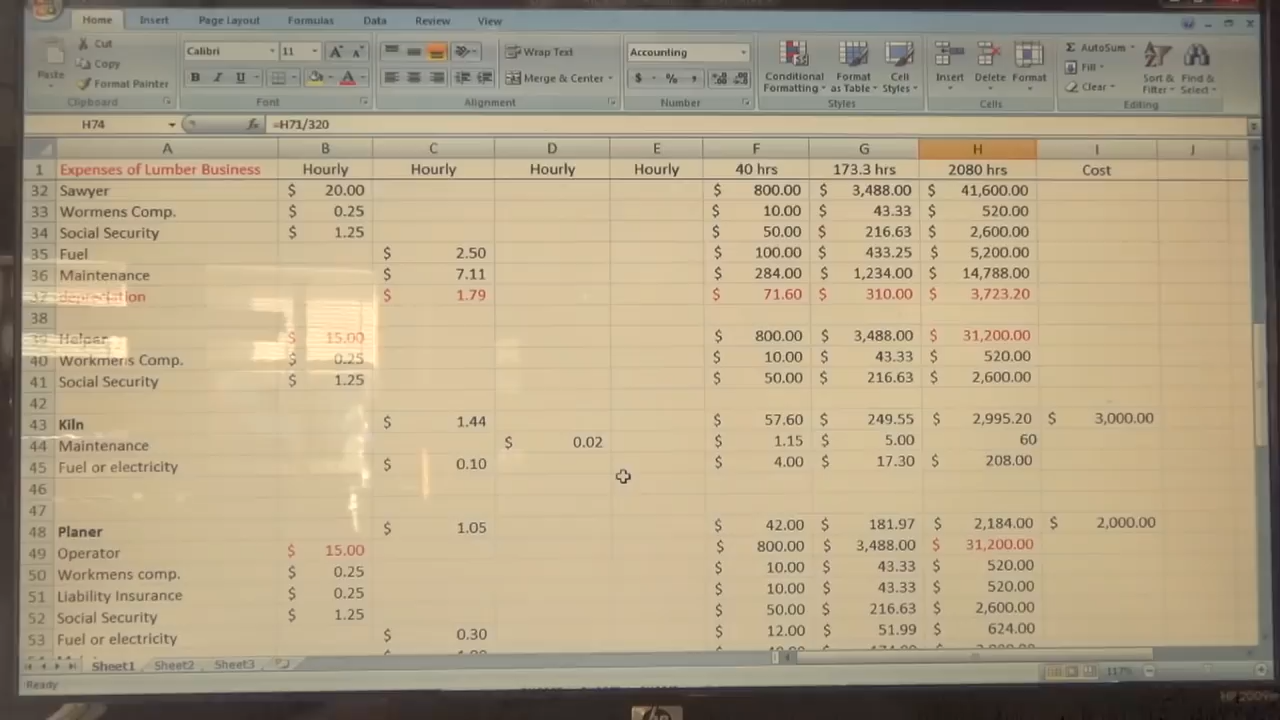 Home Insert Page Layout Formulas Data Review View
Cut
Copy
Paste
Format Painter
Calibri 11
Wrap Text
Merge & Center
Accounting
Conditional Formatting
Format as Table
Cell Styles
Insert Delete Format
AutoSum
Fill
Clear
Sort & Filter
Find & Select
Clipboard Font Alignment Number Styles Cells Editing
H74 =H71/320
A B C D E F G H I J
1 Expenses of Lumber Business Hourly Hourly Hourly Hourly 40 hrs 173.3 hrs 2080 hrs Cost
32 Sawyer $ 20.00 $ 800.00 $ 3,488.00 $ 41,600.00
33 Wormens Comp. $ 0.25 $ 10.00 $ 43.33 $ 520.00
34 Social Security $ 1.25 $ 50.00 $ 216.63 $ 2,600.00
35 Fuel $ 2.50 $ 100.00 $ 433.25 $ 5,200.00
36 Maintenance $ 7.11 $ 284.00 $ 1,234.00 $ 14,788.00
37 depreciation $ 1.79 $ 71.60 $ 310.00 $ 3,723.20
38
39 Helper $ 15.00 $ 800.00 $ 3,488.00 $ 31,200.00
40 Workmens Comp. $ 0.25 $ 10.00 $ 43.33 $ 520.00
41 Social Security $ 1.25 $ 50.00 $ 216.63 $ 2,600.00
42
43 Kiln $ 1.44 $ 57.60 $ 249.55 $ 2,995.20 $ 3,000.00
44 Maintenance $ 0.02 $ 1.15 $ 5.00 60
45 Fuel or electricity $ 0.10 $ 4.00 $ 17.30 $ 208.00
46
47
48 Planer $ 1.05 $ 42.00 $ 181.97 $ 2,184.00 $ 2,000.00
49 Operator $ 15.00 $ 800.00 $ 3,488.00 $ 31,200.00
50 Workmens comp. $ 0.25 $ 10.00 $ 43.33 $ 520.00
51 Liability Insurance $ 0.25 $ 10.00 $ 43.33 $ 520.00
52 Social Security $ 1.25 $ 50.00 $ 216.63 $ 2,600.00
53 Fuel or electricity $ 0.30 $ 12.00 $ 51.99 $ 624.00
Sheet1 Sheet2 Sheet3
Ready 117%
hp